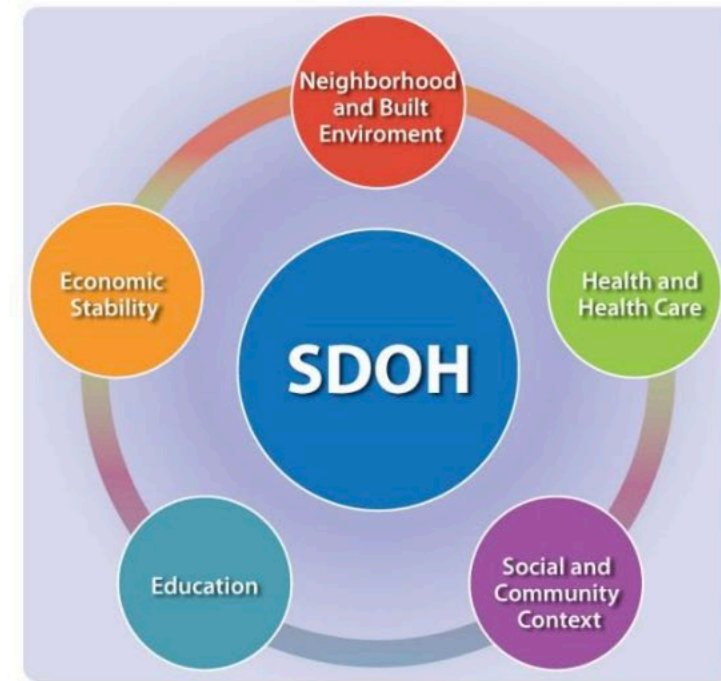 Neighborhood
and Built
Enviroment
Economic
Stability
Health and
Health Care
SDOH
Education
Social and
Community
Context